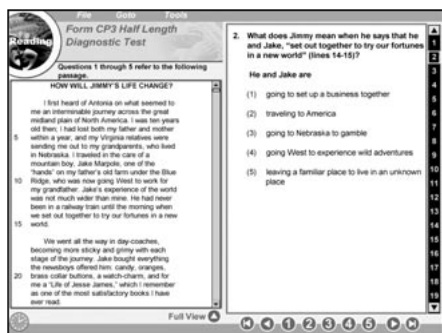 File Goto Tools
Reading
Form CP3 Half Length
Diagnostic Test
Questions 1 through 5 refer to the following
passage.
HOW WILL JIMMY'S LIFE CHANGE?
I first heard of Antonia on what seemed to
me an interminable journey across the great
midland plain of North America. I was ten years
old then; I had lost both my father and mother
5 within a year, and my Virginia relatives were
sending me out to my grandparents, who lived
in Nebraska. I traveled in the care of a
mountain boy, Jake Marpole, one of the
"hands" on my father's old farm under the Blue
10 Ridge, who was now going West to work for
my grandfather. Jake's experience of the world
was not much wider than mine. He had never
been in a railway train until the morning when
we set out together to try our fortunes in a new
15 world.
We went all the way in day-coaches,
becoming more sticky and grimy with each
stage of the journey. Jake bought everything
the newsboys offered him: candy, oranges,
20 brass collar buttons, a watch-charm, and for
me a "Life of Jesse James," which I remember
as one of the most satisfactory books I have
ever read.
Full View
2. What does Jimmy mean when he says that he
and Jake, "set out together to try our fortunes
in a new world" (lines 14-15)?
He and Jake are
(1) going to set up a business together
(2) traveling to America
(3) going to Nebraska to gamble
(4) going West to experience wild adventures
(5) leaving a familiar place to live in an unknown
place
1
2
3
4
5
6
7
8
9
10
11
12
13
14
15
16
17
18
19
1 2 3 4 5